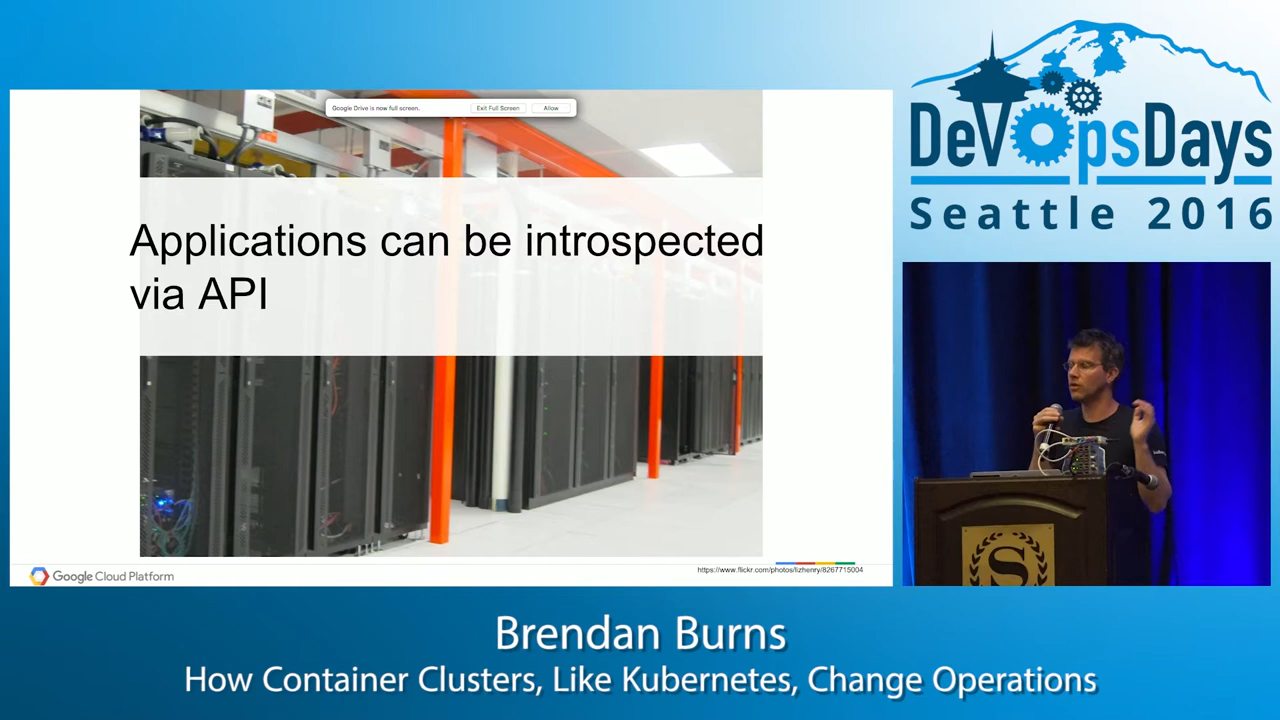 Google Drive is now full screen.
Exit Full Screen
Allow
Applications can be introspected
via API
Google Cloud Platform
https://www.flickr.com/photos/lizhenry/8267715004
DevOpsDays
Seattle 2016
S
Brendan Burns
How Container Clusters, Like Kubernetes, Change Operations